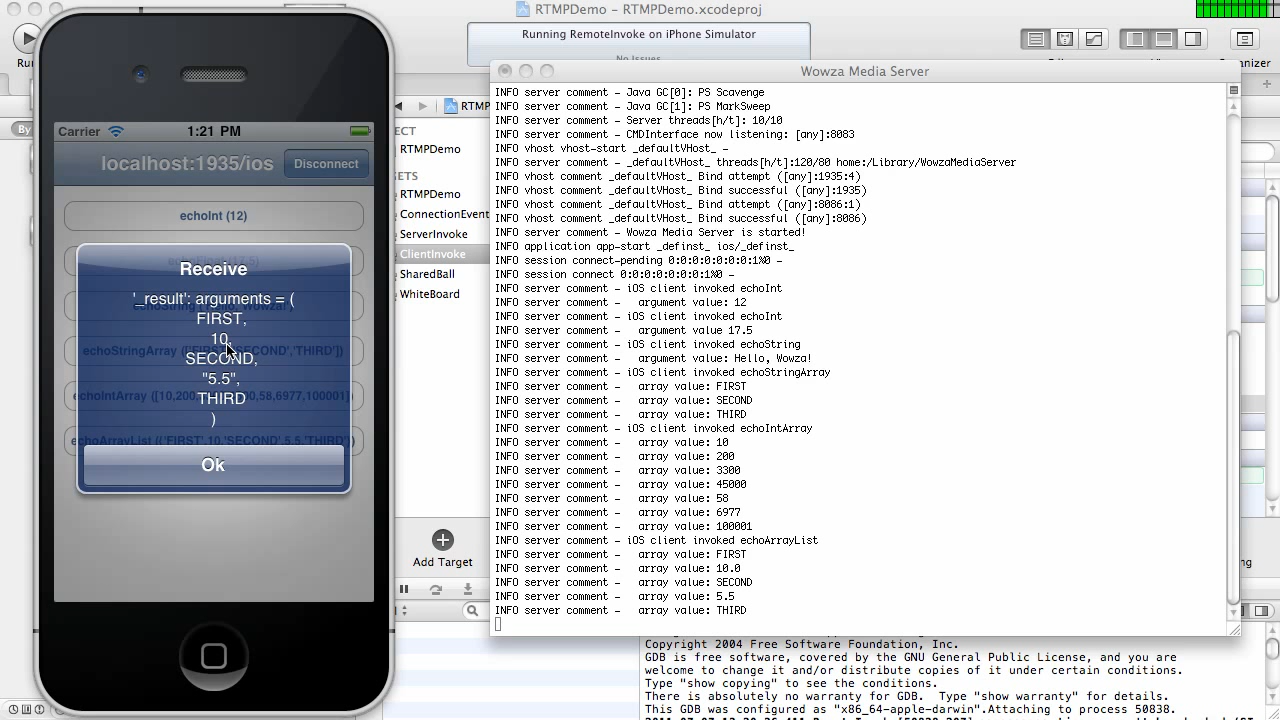 RTMPDemo – RTMPDemo.xcodeproj
Running RemoteInvoke on iPhone Simulator
No Issues
Carrier
1:21 PM
localhost:1935/ios
Disconnect
echoInt (12)
Receive
'_result': arguments = (
FIRST,
10,
SECOND,
"5.5",
THIRD
)
Ok
By
RTMP
ECT
RTMPDemo
ETS
RTMPDemo
ConnectionEvent
ServerInvoke
ClientInvoke
SharedBall
WhiteBoard
Add Target
Wowza Media Server
INFO server comment - Java GC[0]: PS Scavenge
INFO server comment - Java GC[1]: PS MarkSweep
INFO server comment - Server threads[h/t]: 10/10
INFO server comment - CMDInterface now listening: [any]:8083
INFO vhost vhost-start _defaultVHost_ -
INFO server comment - _defaultVHost_ threads[h/t]:120/80 home:/Library/WowzaMediaServer
INFO vhost comment _defaultVHost_ Bind attempt ([any]:1935:4)
INFO vhost comment _defaultVHost_ Bind successful ([any]:1935)
INFO vhost comment _defaultVHost_ Bind attempt ([any]:8086:1)
INFO vhost comment _defaultVHost_ Bind successful ([any]:8086)
INFO server comment - Wowza Media Server is started!
INFO application app-start _definst_ ios/_definst_
INFO session connect-pending 0:0:0:0:0:0:0:1%0 -
INFO session connect 0:0:0:0:0:0:0:1%0 -
INFO server comment - iOS client invoked echoInt
INFO server comment -   argument value: 12
INFO server comment - iOS client invoked echoInt
INFO server comment -   argument value 17.5
INFO server comment - iOS client invoked echoString
INFO server comment -   argument value: Hello, Wowza!
INFO server comment - iOS client invoked echoStringArray
INFO server comment -   array value: FIRST
INFO server comment -   array value: SECOND
INFO server comment -   array value: THIRD
INFO server comment - iOS client invoked echoIntArray
INFO server comment -   array value: 10
INFO server comment -   array value: 200
INFO server comment -   array value: 3300
INFO server comment -   array value: 45000
INFO server comment -   array value: 58
INFO server comment -   array value: 6977
INFO server comment -   array value: 100001
INFO server comment - iOS client invoked echoArrayList
INFO server comment -   array value: FIRST
INFO server comment -   array value: 10.0
INFO server comment -   array value: SECOND
INFO server comment -   array value: 5.5
INFO server comment -   array value: THIRD
Copyright 2004 Free Software Foundation, Inc.
GDB is free software, covered by the GNU General Public License, and you are
welcome to change it and/or distribute copies of it under certain conditions.
Type "show copying" to see the conditions.
There is absolutely no warranty for GDB.  Type "show warranty" for details.
This GDB was configured as "x86_64-apple-darwin".Attaching to process 50838.